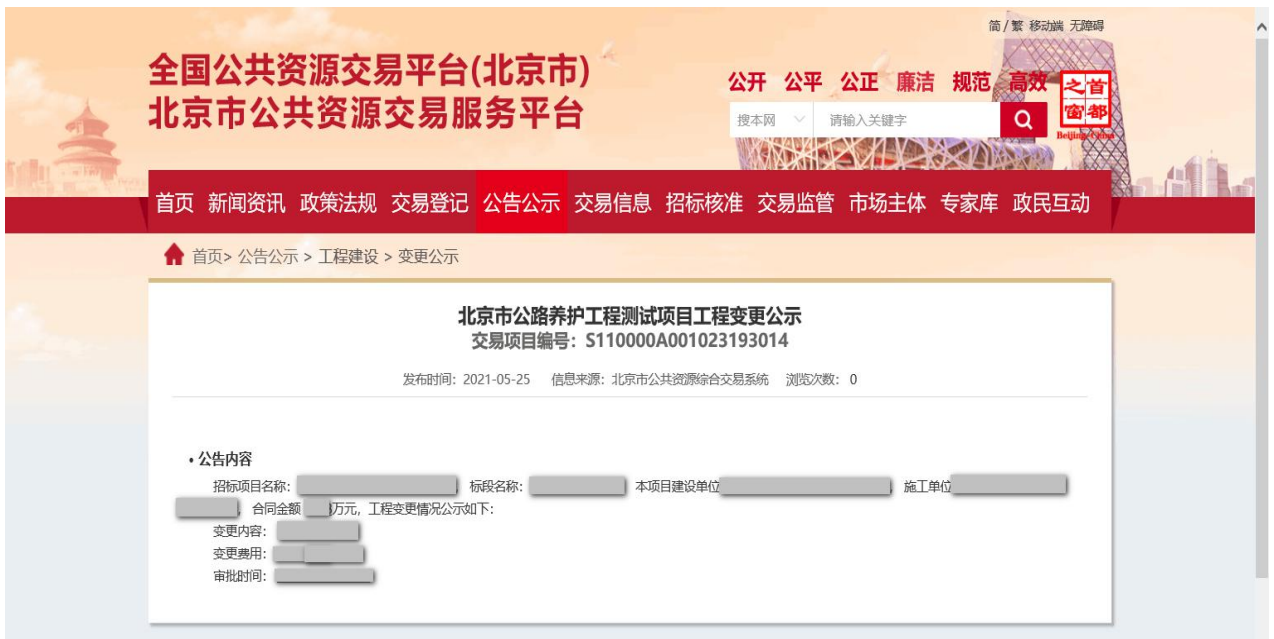 简/繁 移动端 无障碍
全国公共资源交易平台(北京市)
北京市公共资源交易服务平台
公开 公平 公正 廉洁 规范 高效
首都之窗
Beijing-China
搜本网 请输入关键字
首页 新闻资讯 政策法规 交易登记 公告公示 交易信息 招标核准 交易监管 市场主体 专家库 政民互动
首页> 公告公示 > 工程建设 > 变更公示
北京市公路养护工程测试项目工程变更公示
交易项目编号：S110000A001023193014
发布时间：2021-05-25 信息来源：北京市公共资源综合交易系统 浏览次数：0
• 公告内容
招标项目名称： 标段名称： 本项目建设单位 施工单位
，合同金额 万元，工程变更情况公示如下：
变更内容：
变更费用：
审批时间：